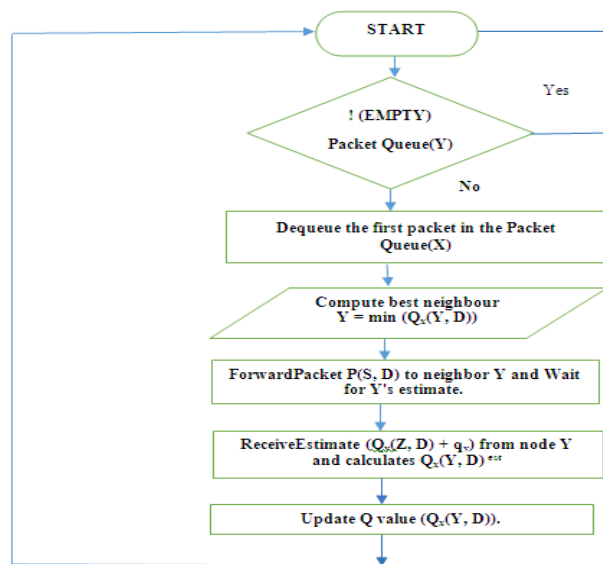 START
Yes
! (EMPTY)
Packet Queue(Y)
No
Dequeue the first packet in the Packet
Queue(X)
Compute best neighbour
Y = min (Qx(Y, D))
ForwardPacket P(S, D) to neighbor Y and Wait
for Y's estimate.
ReceiveEstimate (Qy(Z, D) + qy) from node Y
and calculates Qx(Y, D) est
Update Q value (Qx(Y, D)).